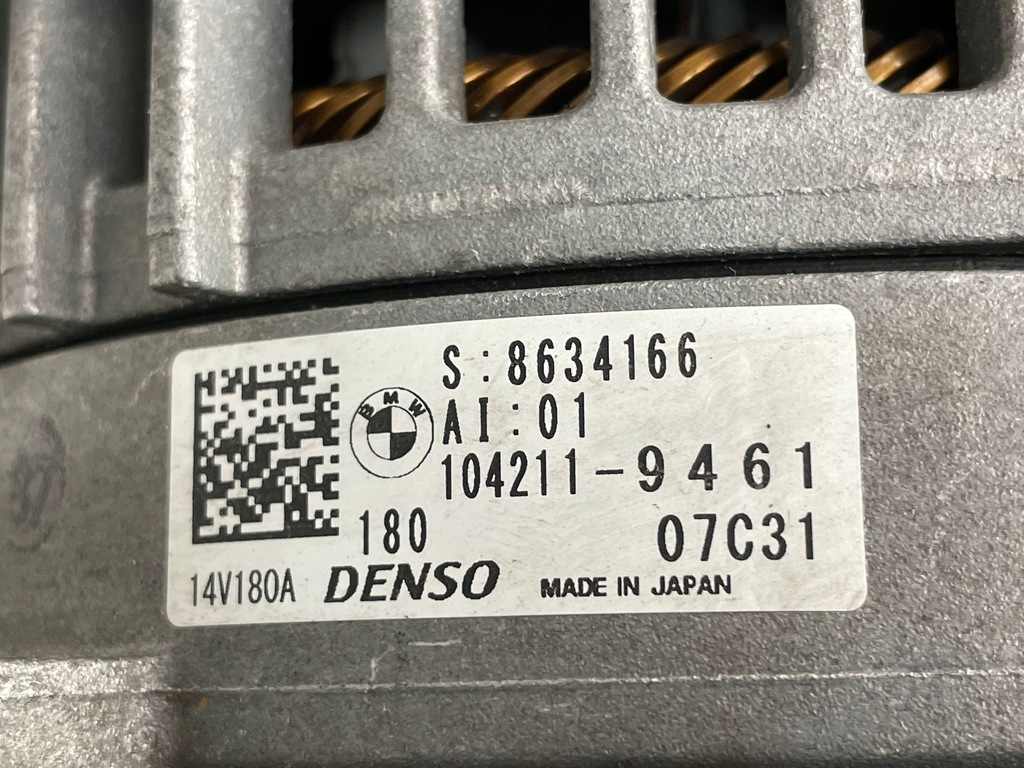 S:8634166
BMW
AI:01
104211-9461
180
07C31
14V180A
DENSO
MADE IN JAPAN